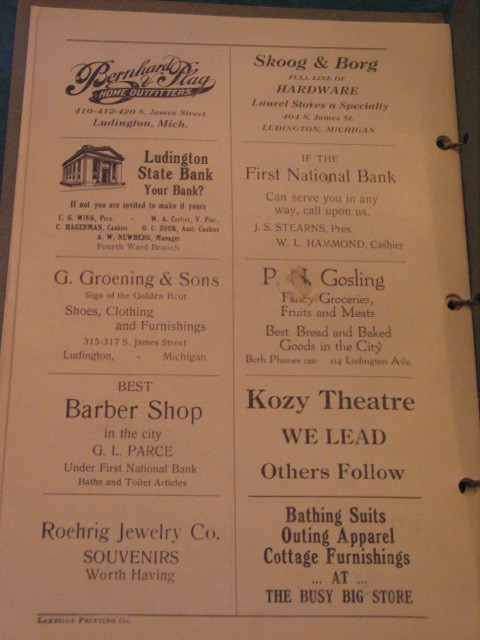 Bernhard & Plag
HOME OUTFITTERS
410-412-420 S. James Street
Ludington, Mich.
Ludington
State Bank
Your Bank?
If not you are invited to make it yours
C. G. WING, Pres. - W. A. Cartier, V. Pres.
C. HAGERMAN, Cashier O. C. ZOOK, Asst. Cashier
A. W. NEWBERG, Manager
Fourth Ward Branch
G. Groening & Sons
Sign of the Golden Boot
Shoes, Clothing
and Furnishings
315-317 S. James Street
Ludington, - Michigan
BEST
Barber Shop
in the city
G. L. PARCE
Under First National Bank
Baths and Toilet Articles
Roehrig Jewelry Co.
SOUVENIRS
Worth Having
LAKESIDE PRINTING CO.
Skoog & Borg
FULL LINE OF
HARDWARE
Laurel Stoves a Specialty
404 S. James St.
LUDINGTON, MICHIGAN
IF THE
First National Bank
Can serve you in any
way, call upon us.
J. S. STEARNS, Pres.
W. L. HAMMOND, Cashier
P. N. Gosling
Fancy Groceries,
Fruits and Meats
Best Bread and Baked
Goods in the City
Both Phones 120 114 Ludington Ave.
Kozy Theatre
WE LEAD
Others Follow
Bathing Suits
Outing Apparel
Cottage Furnishings
... AT ...
THE BUSY BIG STORE